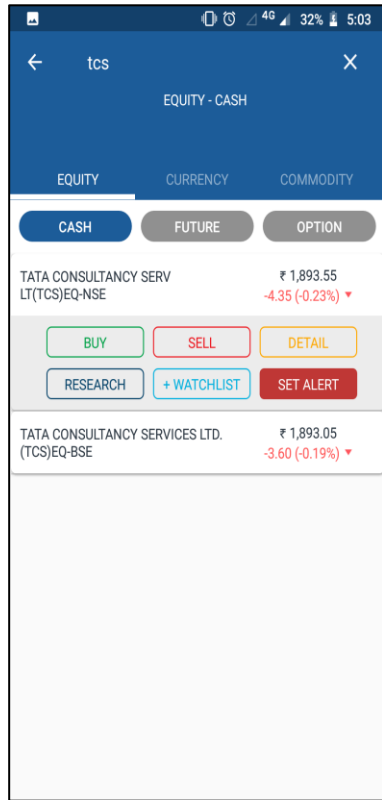 4G 32% 5:03
tcs
EQUITY - CASH
EQUITY CURRENCY COMMODITY
CASH FUTURE OPTION
TATA CONSULTANCY SERV ₹ 1,893.55
LT(TCS)EQ-NSE -4.35 (-0.23%)
BUY SELL DETAIL
RESEARCH + WATCHLIST SET ALERT
TATA CONSULTANCY SERVICES LTD. ₹ 1,893.05
(TCS)EQ-BSE -3.60 (-0.19%)